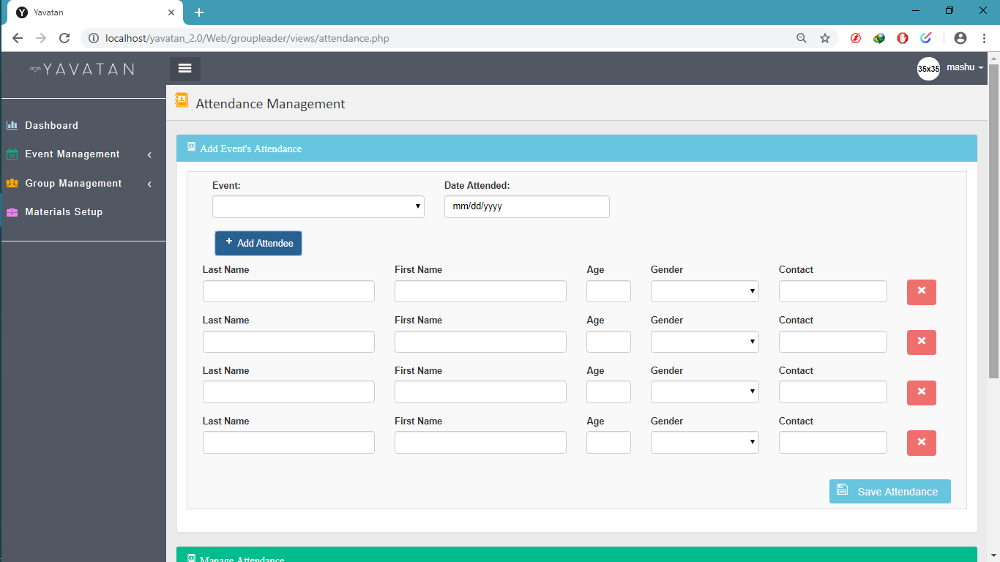 Yavatan
localhost/yavatan_2.0/Web/groupleader/views/attendance.php
YAVATAN
35x35 mashu
Attendance Management
Dashboard
Event Management
Group Management
Materials Setup
Add Event's Attendance
Event: Date Attended:
mm/dd/yyyy
+ Add Attendee
Last Name First Name Age Gender Contact
Last Name First Name Age Gender Contact
Last Name First Name Age Gender Contact
Last Name First Name Age Gender Contact
Save Attendance
Manage Attendance